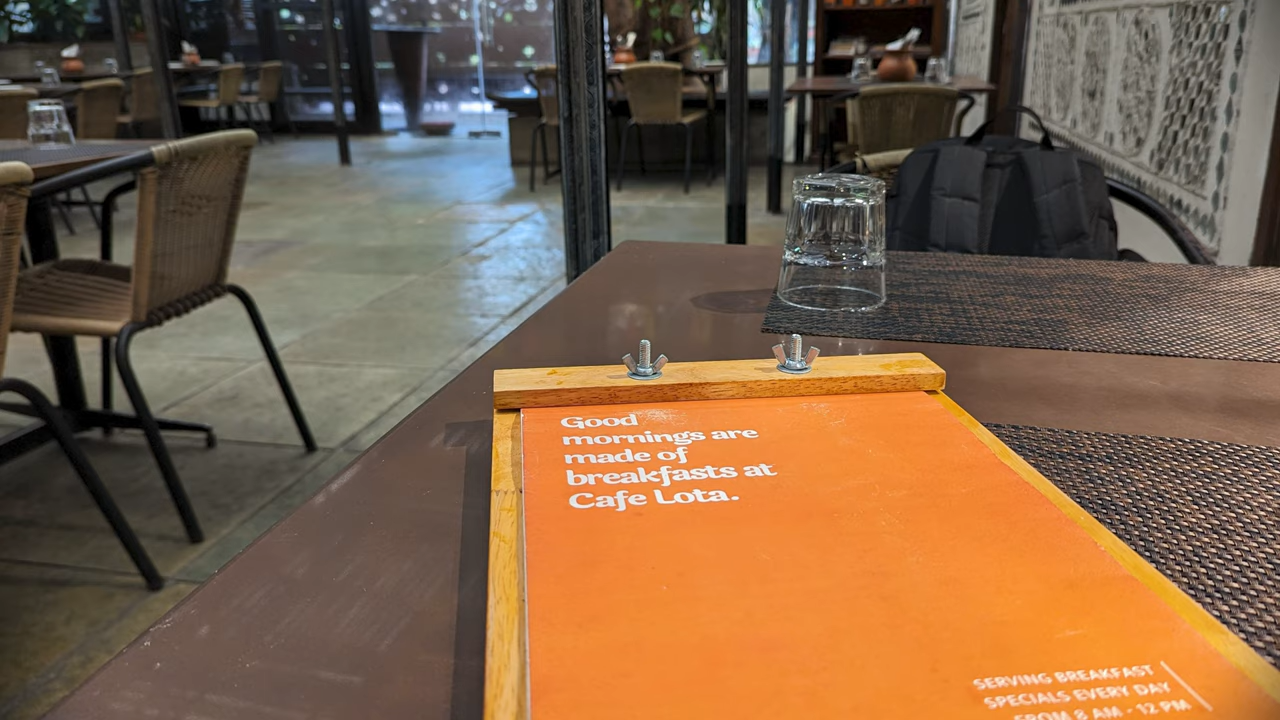 Good
mornings are
made of
breakfasts at
Cafe Lota.
SERVING BREAKFAST
SPECIALS EVERY DAY
FROM 8 AM - 12 PM